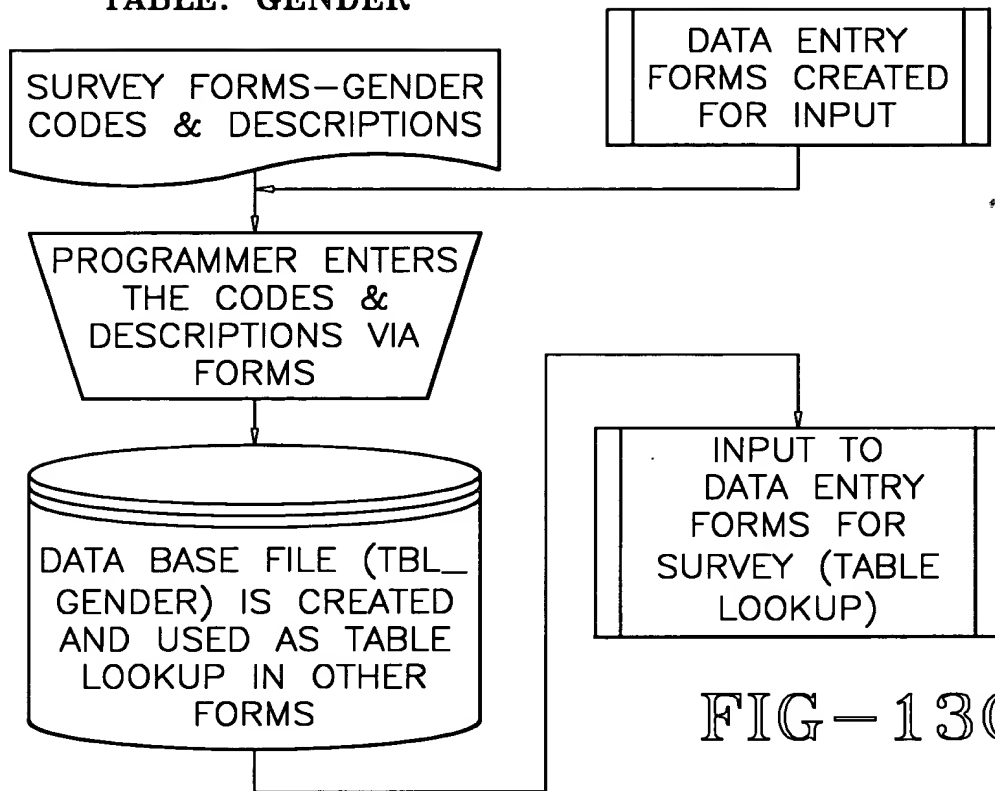 TABLE: GENDER
SURVEY FORMS–GENDER
CODES & DESCRIPTIONS
DATA ENTRY
FORMS CREATED
FOR INPUT
PROGRAMMER ENTERS
THE CODES &
DESCRIPTIONS VIA
FORMS
DATA BASE FILE (TBL_
GENDER) IS CREATED
AND USED AS TABLE
LOOKUP IN OTHER
FORMS
INPUT TO
DATA ENTRY
FORMS FOR
SURVEY (TABLE
LOOKUP)